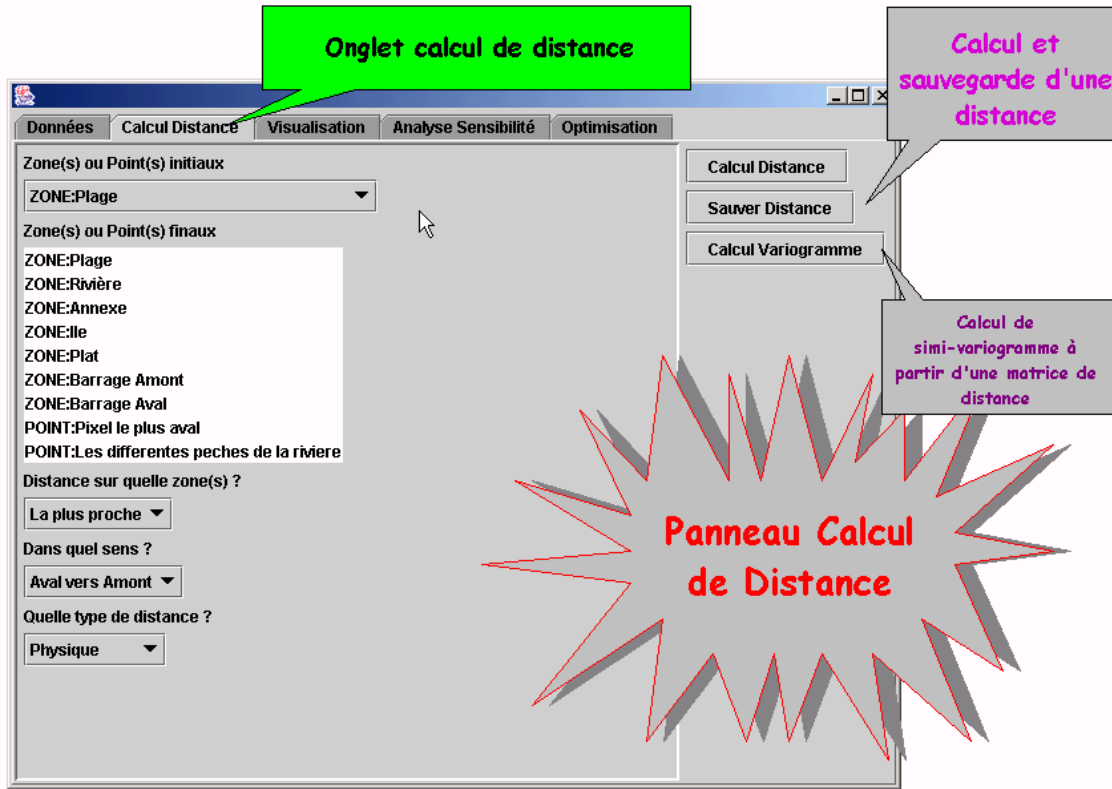 Onglet calcul de distance
Calcul et
sauvegarde d'une
distance
Données
Calcul Distance
Visualisation
Analyse Sensibilité
Optimisation
Zone(s) ou Point(s) initiaux
ZONE:Plage
Zone(s) ou Point(s) finaux
ZONE:Plage
ZONE:Rivière
ZONE:Annexe
ZONE:Ile
ZONE:Plat
ZONE:Barrage Amont
ZONE:Barrage Aval
POINT:Pixel le plus aval
POINT:Les differentes peches de la riviere
Distance sur quelle zone(s) ?
La plus proche
Dans quel sens ?
Aval vers Amont
Quelle type de distance ?
Physique
Calcul Distance
Sauver Distance
Calcul Variogramme
Calcul de
simi-variogramme à
partir d'une matrice de
distance
Panneau Calcul
de Distance